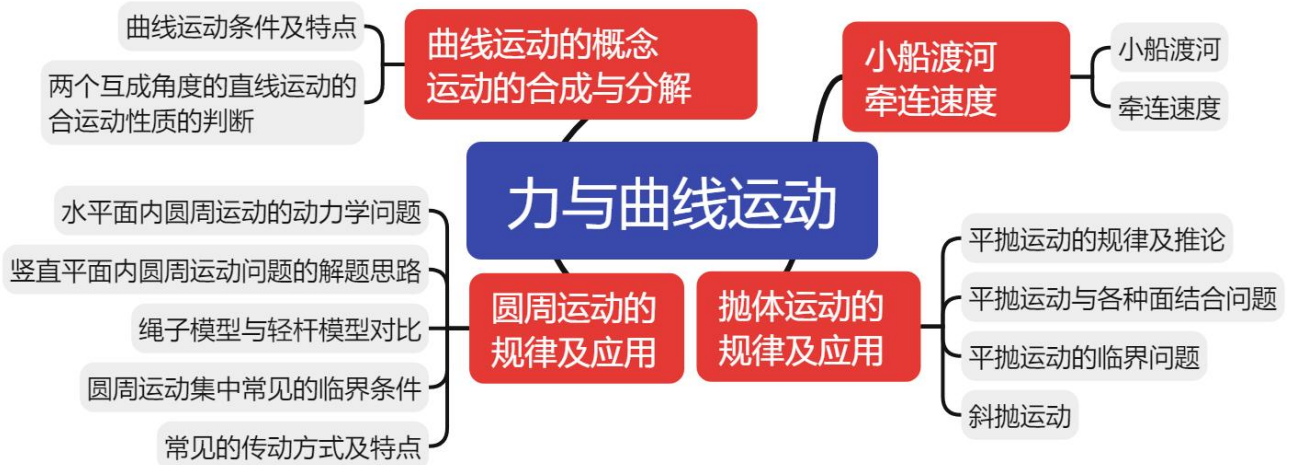 曲线运动条件及特点
两个互成角度的直线运动的
合运动性质的判断
曲线运动的概念
运动的合成与分解
小船渡河
牵连速度
小船渡河
牵连速度
力与曲线运动
水平面内圆周运动的动力学问题
竖直平面内圆周运动问题的解题思路
绳子模型与轻杆模型对比
圆周运动集中常见的临界条件
常见的传动方式及特点
圆周运动的
规律及应用
抛体运动的
规律及应用
平抛运动的规律及推论
平抛运动与各种面结合问题
平抛运动的临界问题
斜抛运动